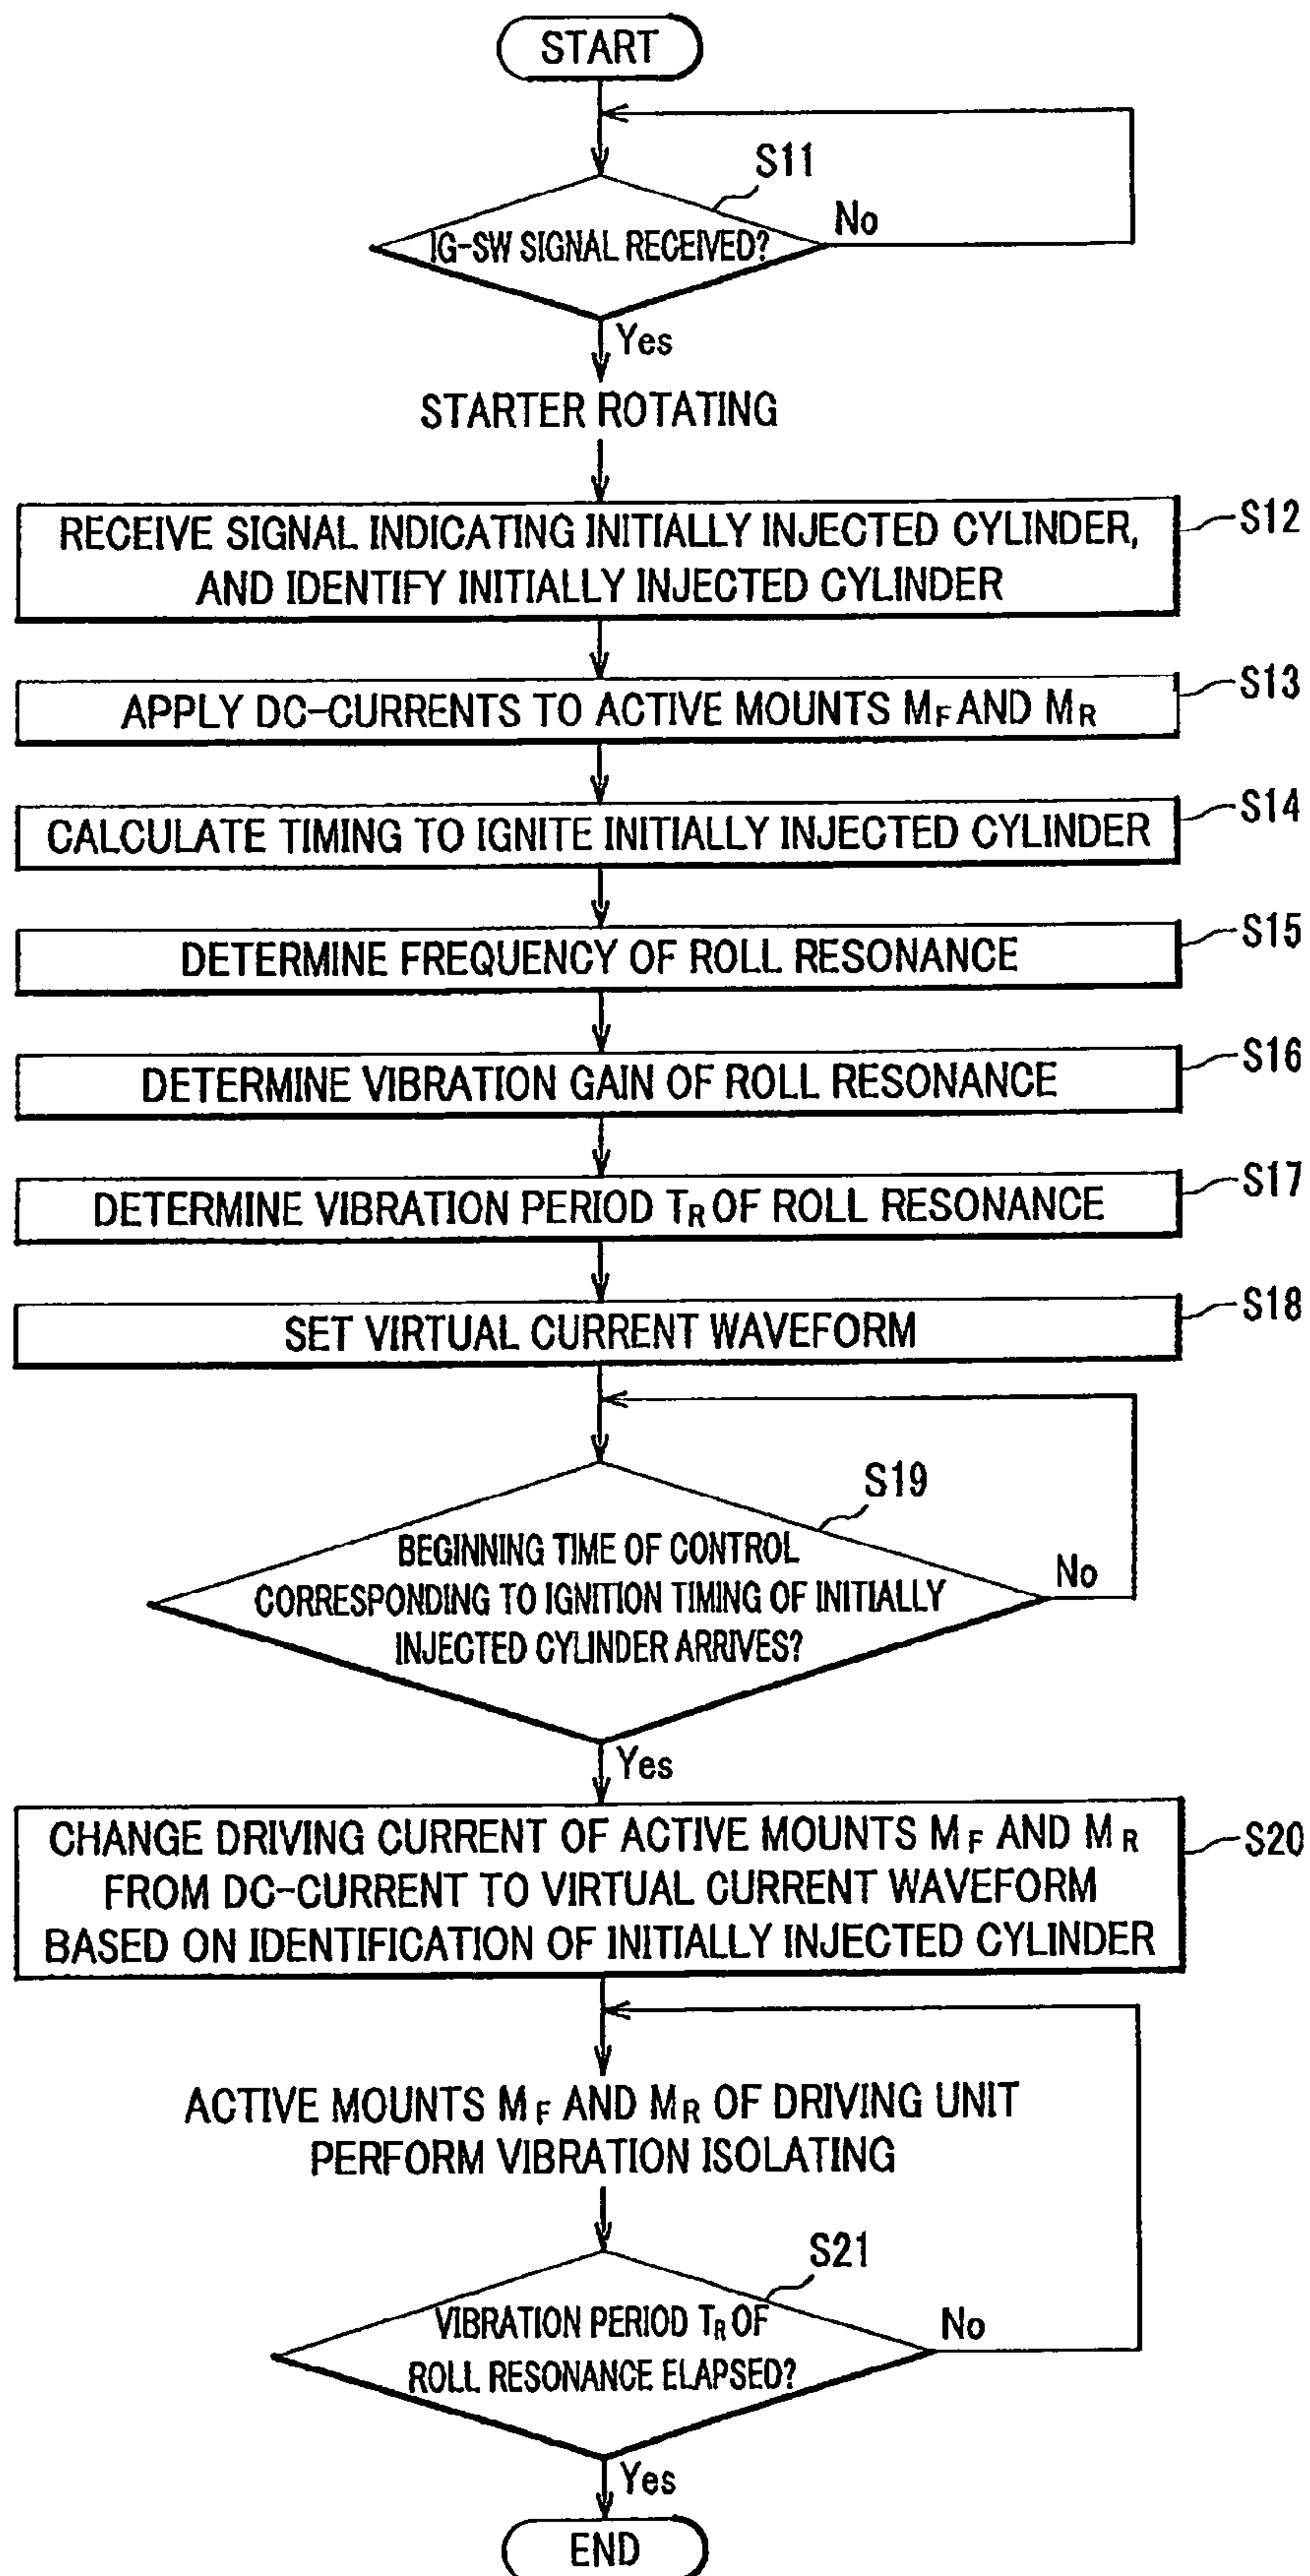 START
S11
IG-SW SIGNAL RECEIVED?
No
Yes
STARTER ROTATING
S12
RECEIVE SIGNAL INDICATING INITIALLY INJECTED CYLINDER,
AND IDENTIFY INITIALLY INJECTED CYLINDER
S13
APPLY DC-CURRENTS TO ACTIVE MOUNTS MF AND MR
S14
CALCULATE TIMING TO IGNITE INITIALLY INJECTED CYLINDER
S15
DETERMINE FREQUENCY OF ROLL RESONANCE
S16
DETERMINE VIBRATION GAIN OF ROLL RESONANCE
S17
DETERMINE VIBRATION PERIOD TR OF ROLL RESONANCE
S18
SET VIRTUAL CURRENT WAVEFORM
S19
BEGINNING TIME OF CONTROL
CORRESPONDING TO IGNITION TIMING OF INITIALLY
INJECTED CYLINDER ARRIVES?
No
Yes
S20
CHANGE DRIVING CURRENT OF ACTIVE MOUNTS MF AND MR
FROM DC-CURRENT TO VIRTUAL CURRENT WAVEFORM
BASED ON IDENTIFICATION OF INITIALLY INJECTED CYLINDER
ACTIVE MOUNTS MF AND MR OF DRIVING UNIT
PERFORM VIBRATION ISOLATING
S21
VIBRATION PERIOD TR OF
ROLL RESONANCE ELAPSED?
No
Yes
END